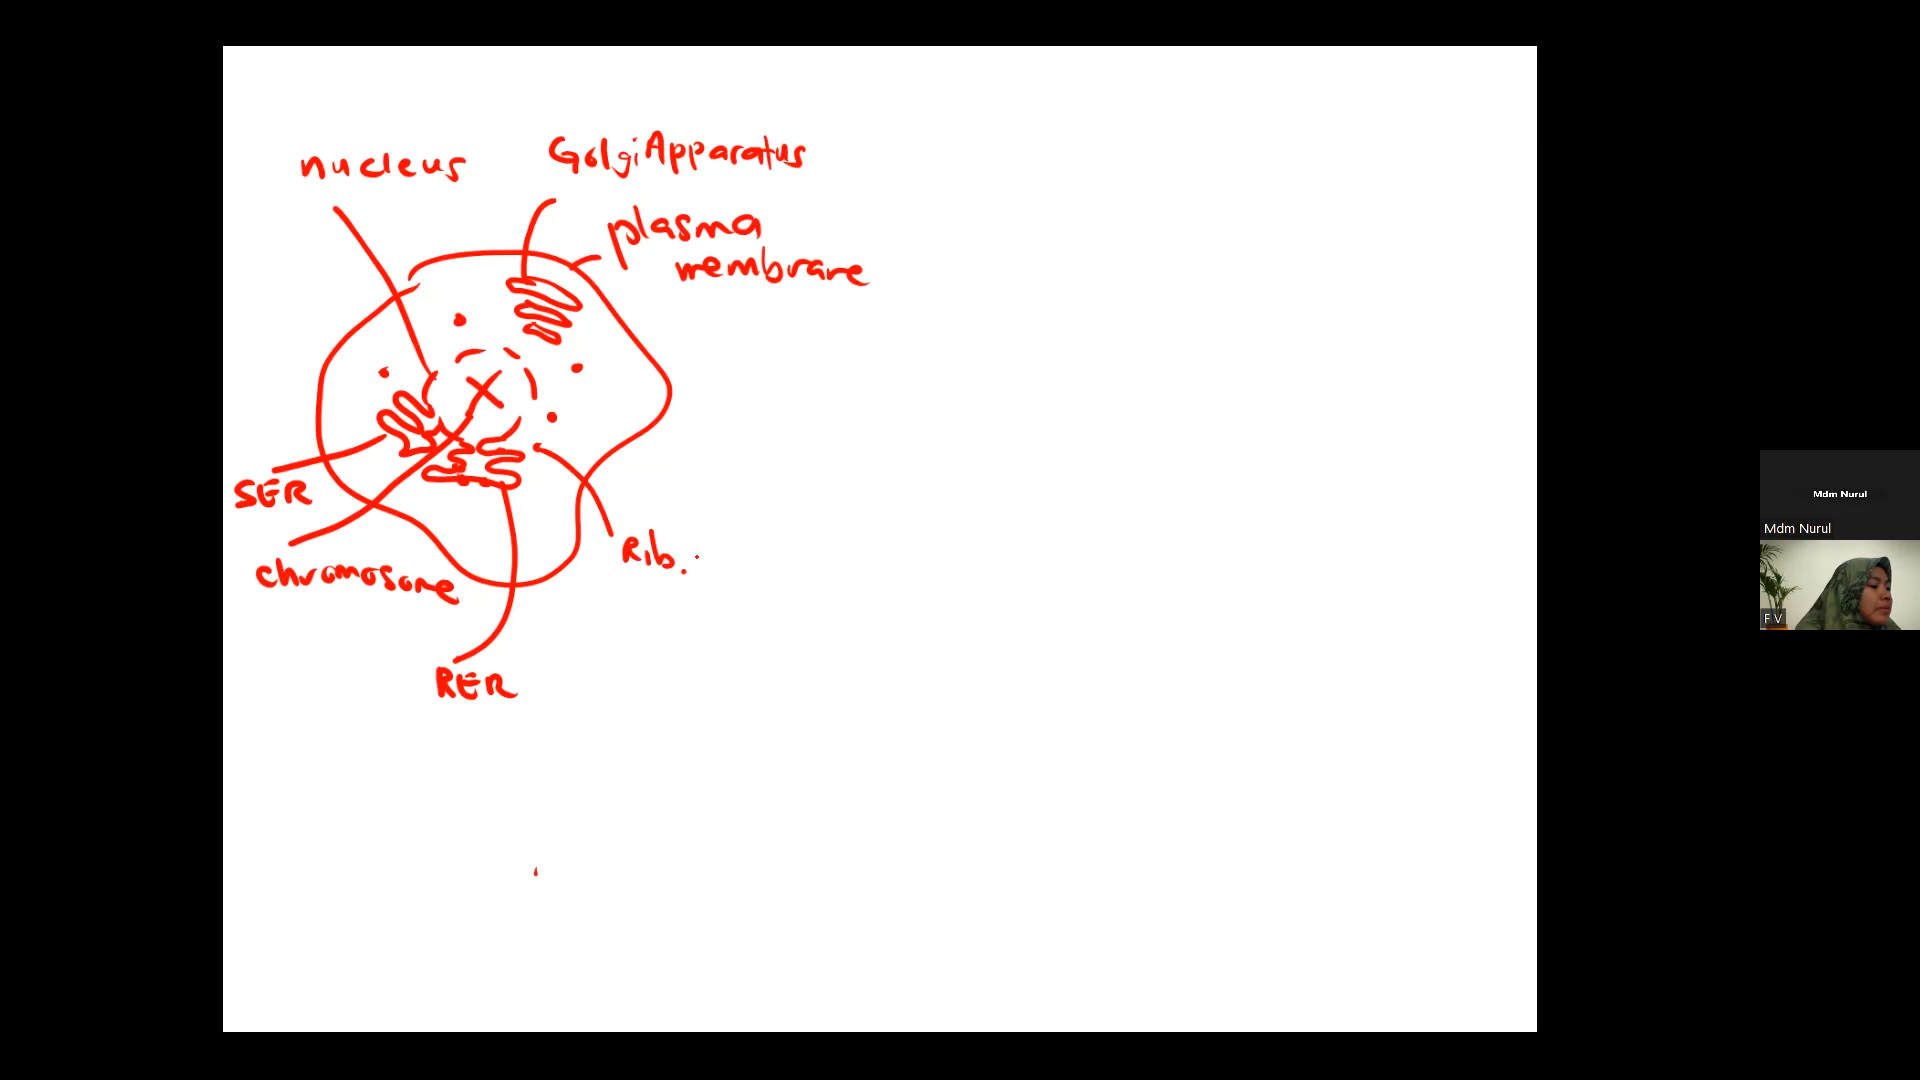 nucleus
Golgi Apparatus
plasma
membrane
SER
chromosome
Rib.
RER
Mdm Nurul
Mdm Nurul
F V